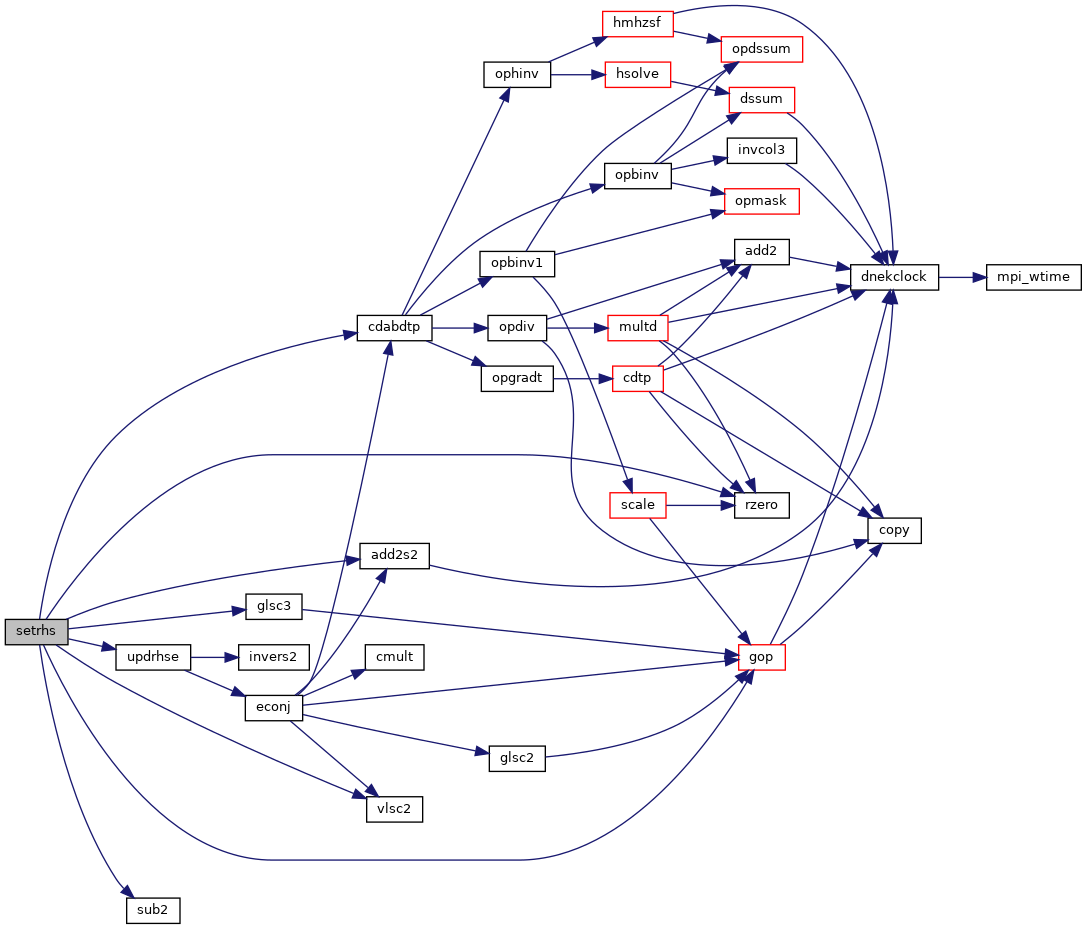 hmhzsf
opdssum
ophinv
hsolve
dssum
invcol3
opbinv
opmask
add2
opbinv1
dnekclock
mpi_wtime
cdabdtp
opdiv
multd
opgradt
cdtp
scale
rzero
copy
add2s2
glsc3
setrhs
updrhse
invers2
cmult
gop
econj
glsc2
vlsc2
sub2